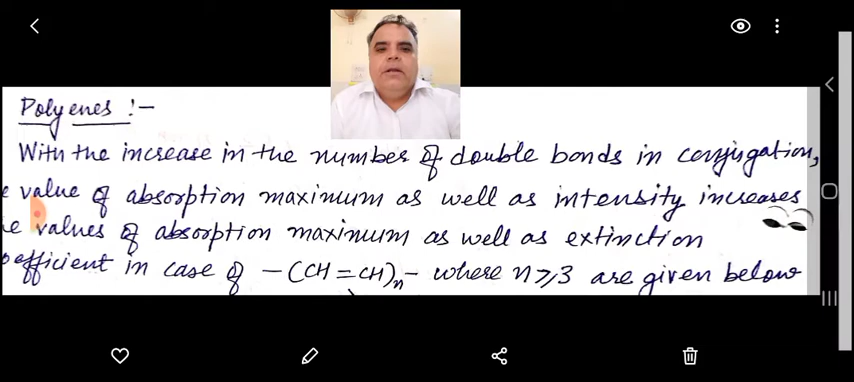 Polyenes :-
With the increase in the number of double bonds in conjugation,
e value of absorption maximum as well as intensity increases
e values of absorption maximum as well as extinction
efficient in case of -(CH=CH)n- where n≥3 are given below